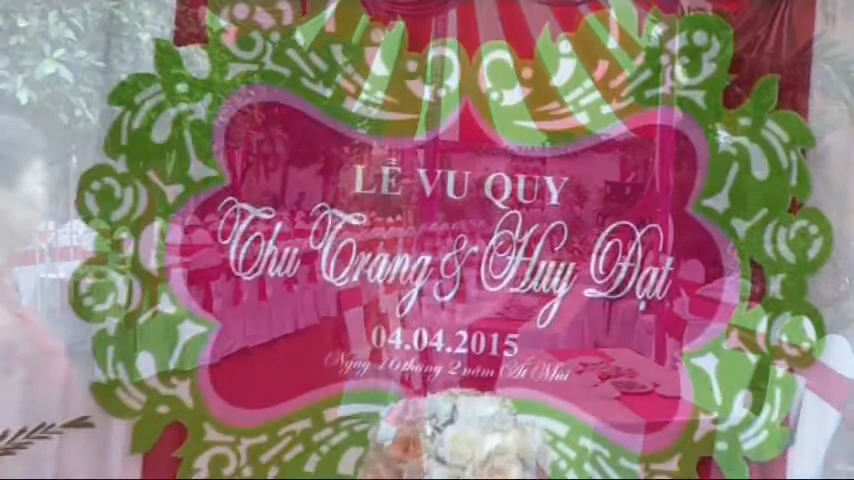 LỄ VU QUY
Thu Trang & Huy Đạt
04.04.2015
Ngày 16 tháng 2 năm Ất Mùi